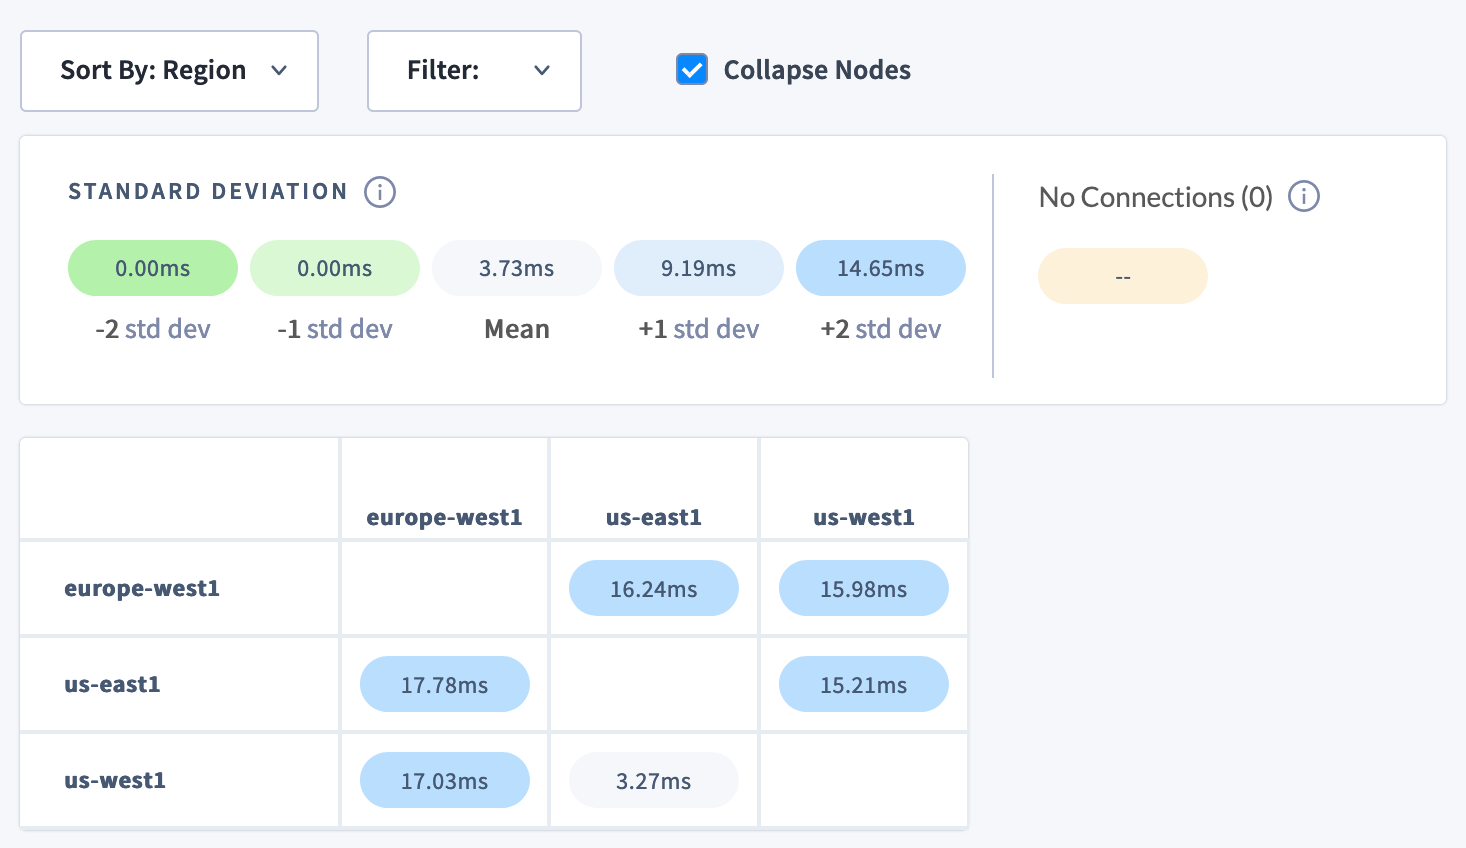 Sort By: Region
Filter:
Collapse Nodes
STANDARD DEVIATION
No Connections (0)
0.00ms 0.00ms 3.73ms 9.19ms 14.65ms
--
-2 std dev -1 std dev Mean +1 std dev +2 std dev
europe-west1 us-east1 us-west1
europe-west1 16.24ms 15.98ms
us-east1 17.78ms 15.21ms
us-west1 17.03ms 3.27ms